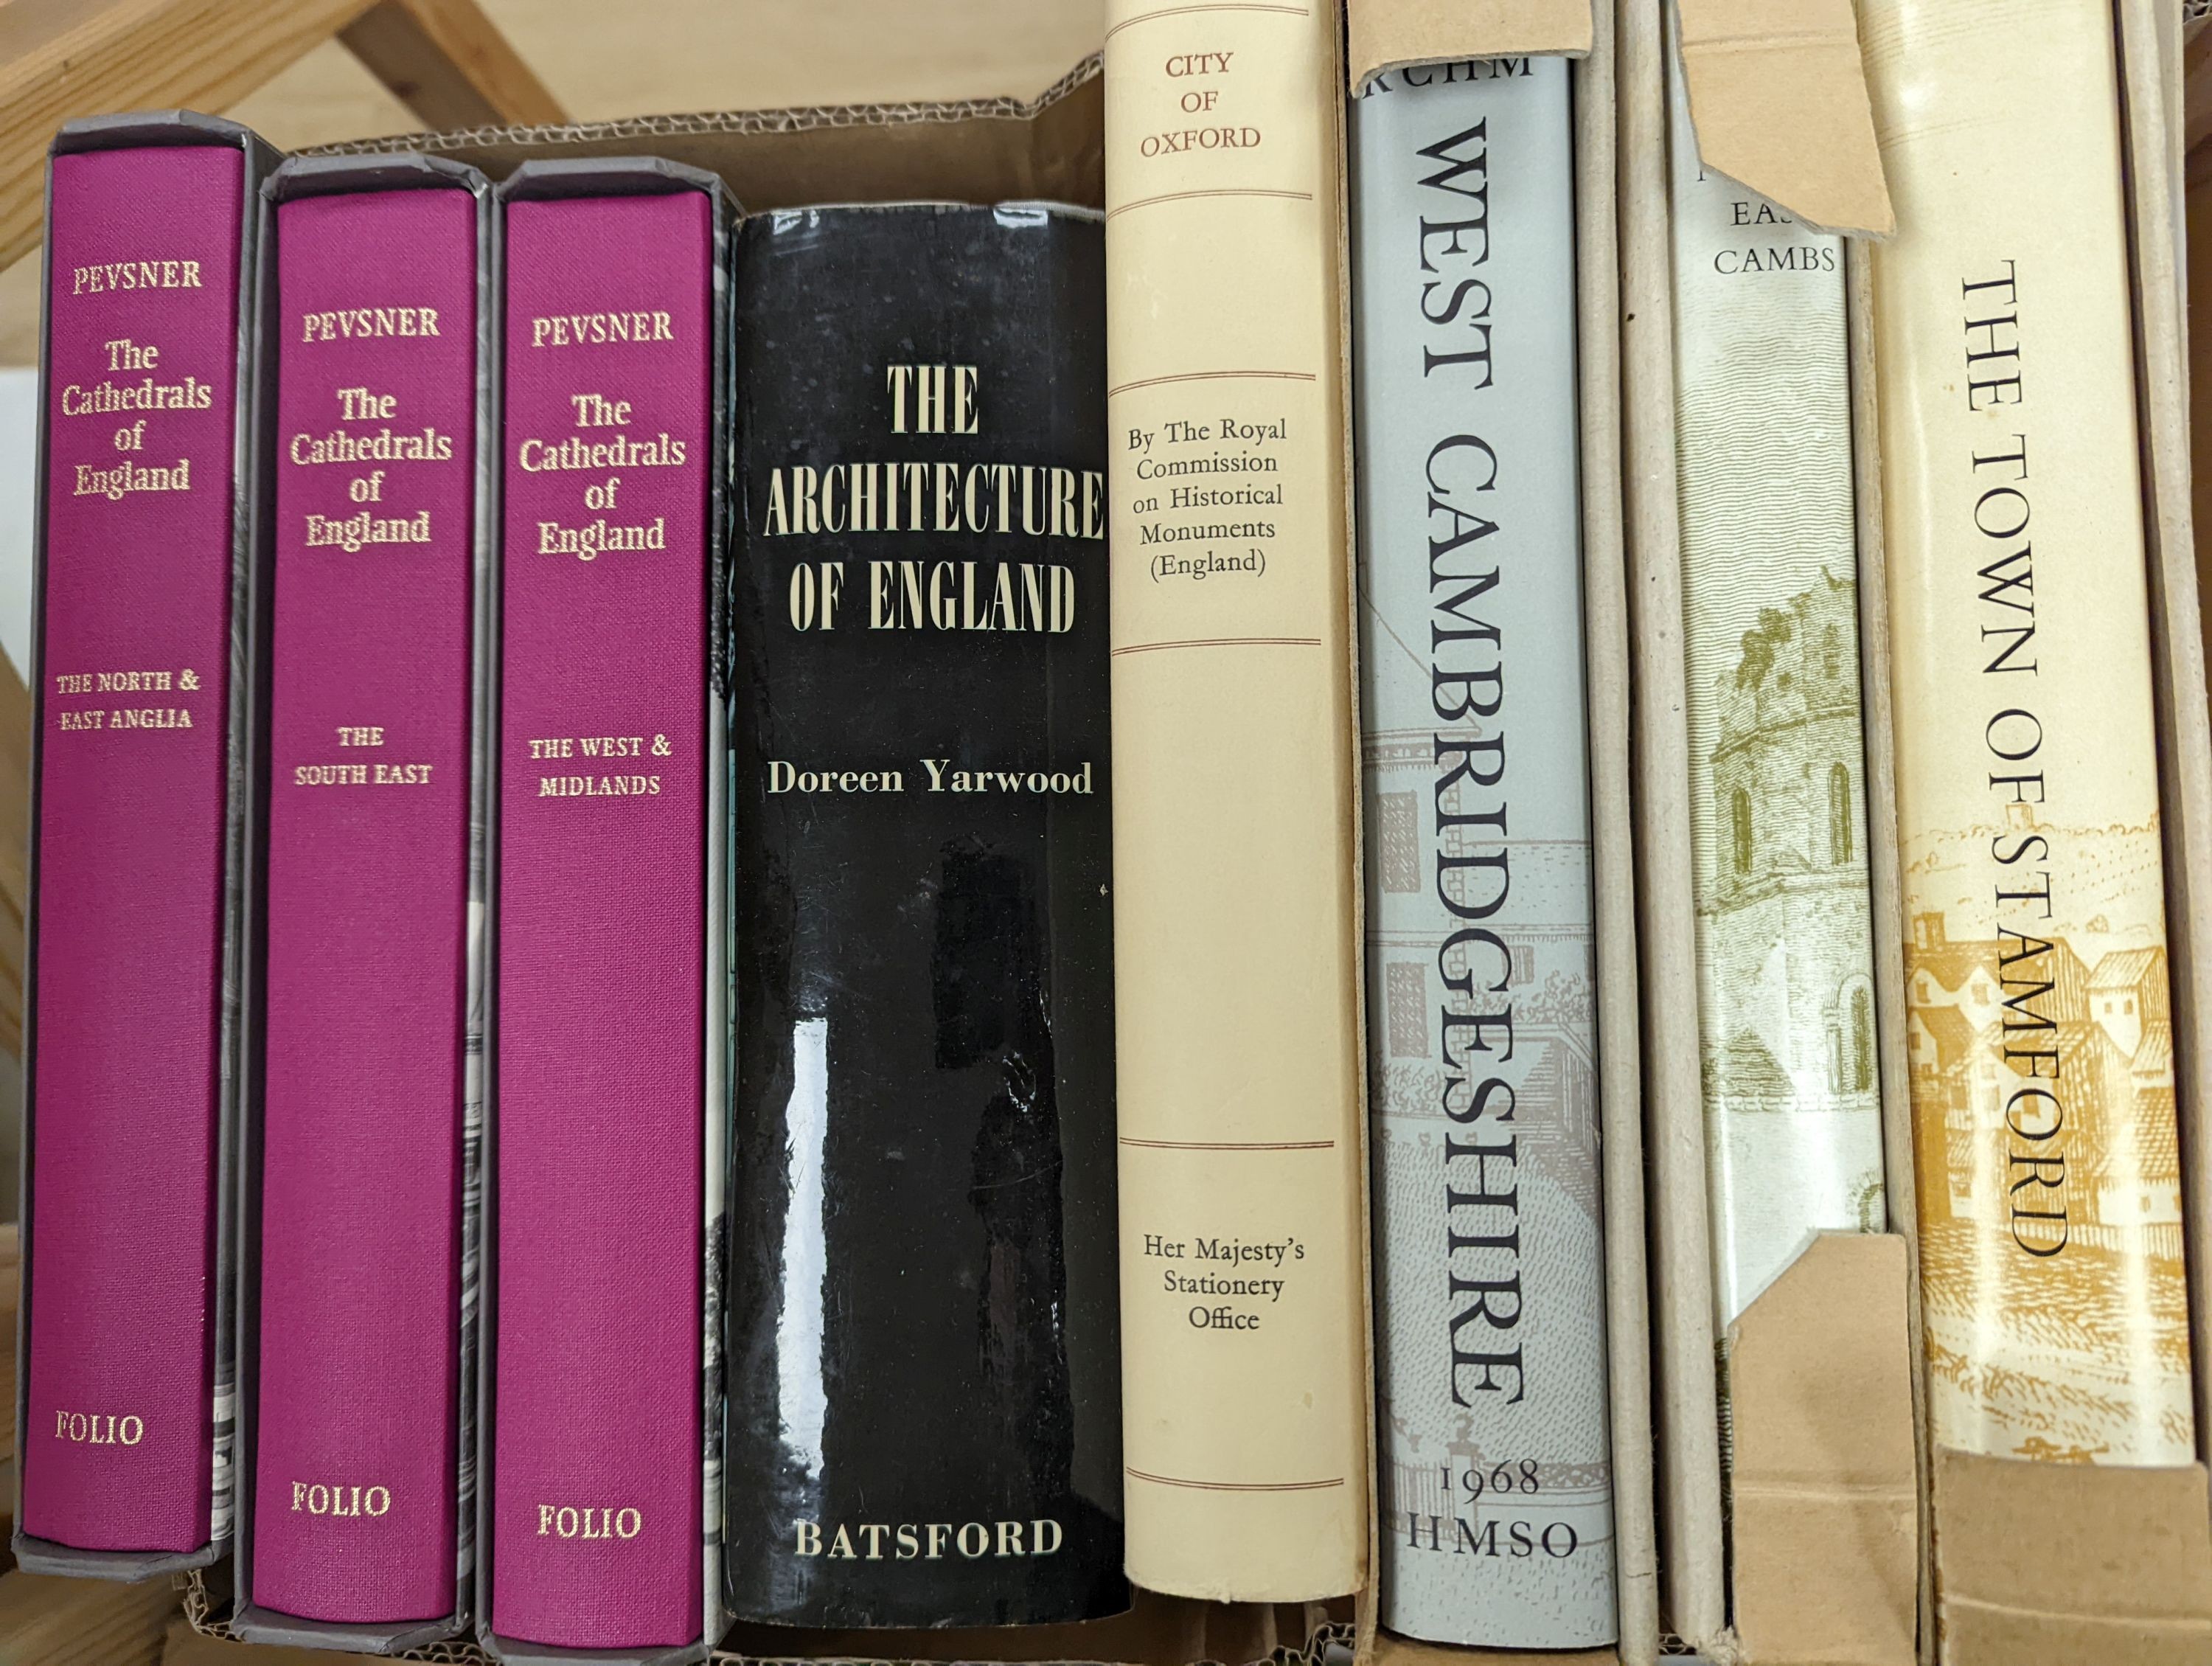 PEVSNER
The
Cathedrals
of
England
THE NORTH &
EAST ANGLIA
FOLIO
PEVSNER
The
Cathedrals
of
England
THE
SOUTH EAST
FOLIO
PEVSNER
The
Cathedrals
of
England
THE WEST &
MIDLANDS
FOLIO
THE
ARCHITECTURE
OF ENGLAND
Doreen Yarwood
BATSFORD
CITY
OF
OXFORD
By The Royal
Commission
on Historical
Monuments
(England)
Her Majesty's
Stationery
Office
RCHM
WEST CAMBRIDGESHIRE
1968
HMSO
CAMBS
THE TOWN OF STAMFORD